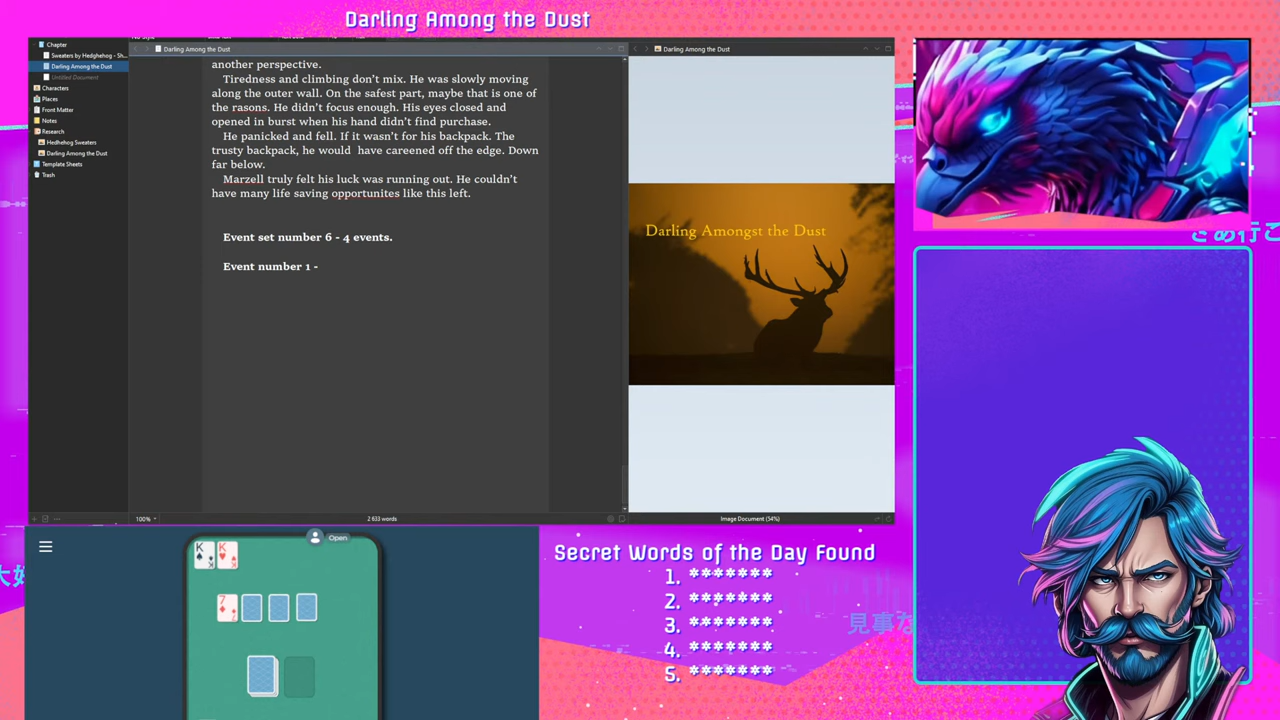 Darling Among the Dust
Chapter
Sweaters by Hedghehog - Sh...
Darling Among the Dust
Untitled Document
Characters
Places
Front Matter
Notes
Research
Hedhehog Sweaters
Darling Among the Dust
Template Sheets
Trash
Darling Among the Dust
another perspective.
Tiredness and climbing don't mix. He was slowly moving
along the outer wall. On the safest part, maybe that is one of
the rasons. He didn't focus enough. His eyes closed and
opened in burst when his hand didn't find purchase.
He panicked and fell. If it wasn't for his backpack. The
trusty backpack, he would have careened off the edge. Down
far below.
Marzell truly felt his luck was running out. He couldn't
have many life saving opportunites like this left.
Event set number 6 - 4 events.
Event number 1 -
100%
2 633 words
Darling Among the Dust
Darling Amongst the Dust
Image Document (54%)
Open
K K
7
Secret Words of the Day Found
1. *******
2. *******
3. *******
4. *******
5. *******
見事な